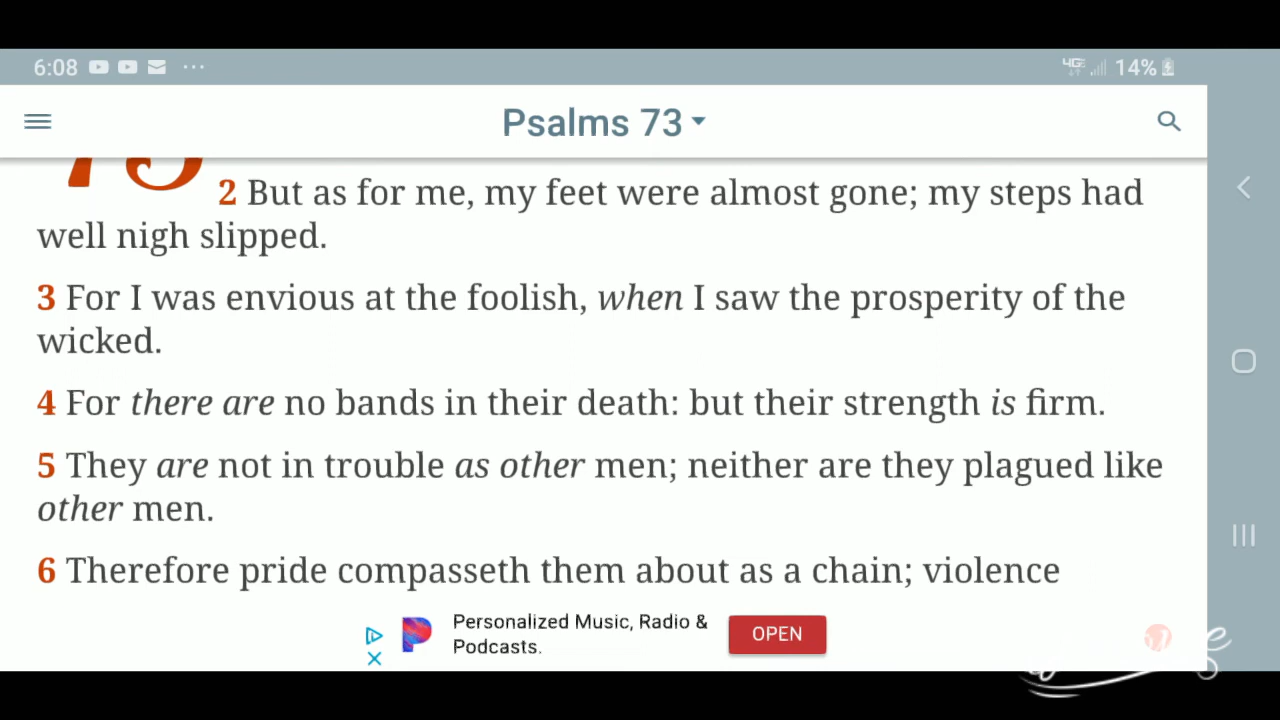 6:08 ... 4GE 14%
Psalms 73
73
2 But as for me, my feet were almost gone; my steps had
well nigh slipped.
3 For I was envious at the foolish, when I saw the prosperity of the
wicked.
4 For there are no bands in their death: but their strength is firm.
5 They are not in trouble as other men; neither are they plagued like
other men.
6 Therefore pride compasseth them about as a chain; violence
Personalized Music, Radio &
Podcasts.
OPEN